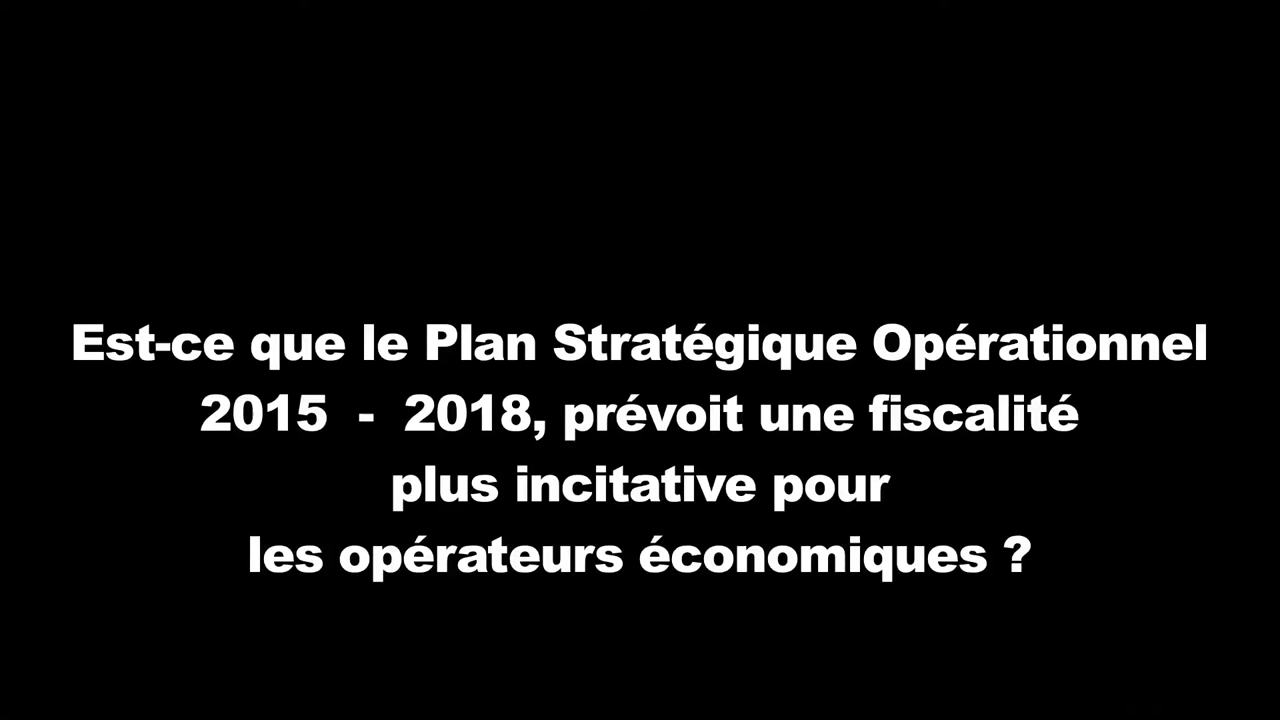 Est-ce que le Plan Stratégique Opérationnel
2015 - 2018, prévoit une fiscalité
plus incitative pour
les opérateurs économiques ?